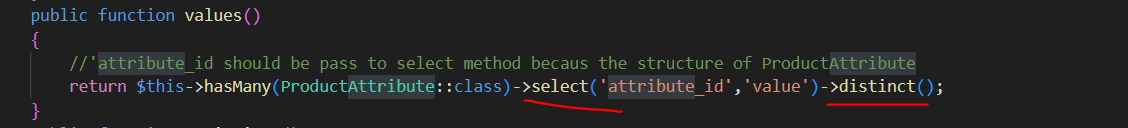 public function values()
{
//'attribute_id should be pass to select method becaus the structure of ProductAttribute
return $this->hasMany(ProductAttribute::class)->select('attribute_id','value')->distinct();
}